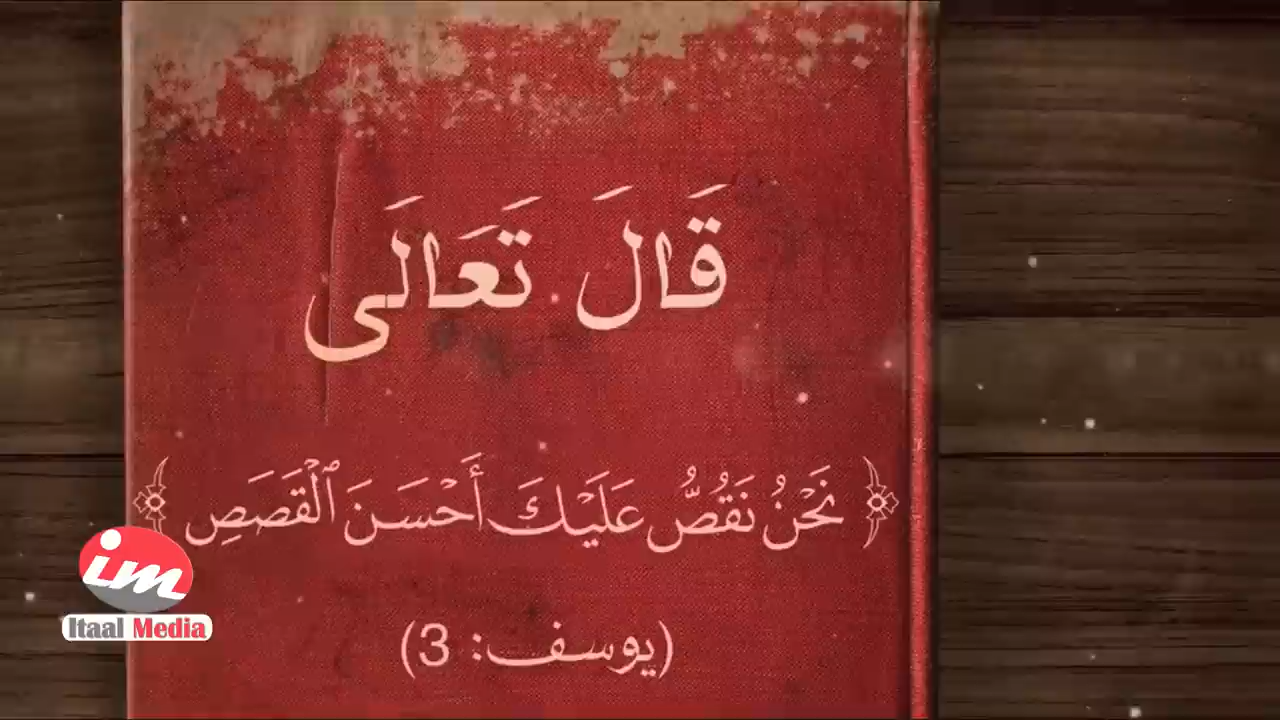 قَالَ تَعَالَى
﴿نَحْنُ نَقُصُّ عَلَيْكَ أَحْسَنَ ٱلْقَصَصِ﴾
(يوسف: 3)
im
Itaal Media